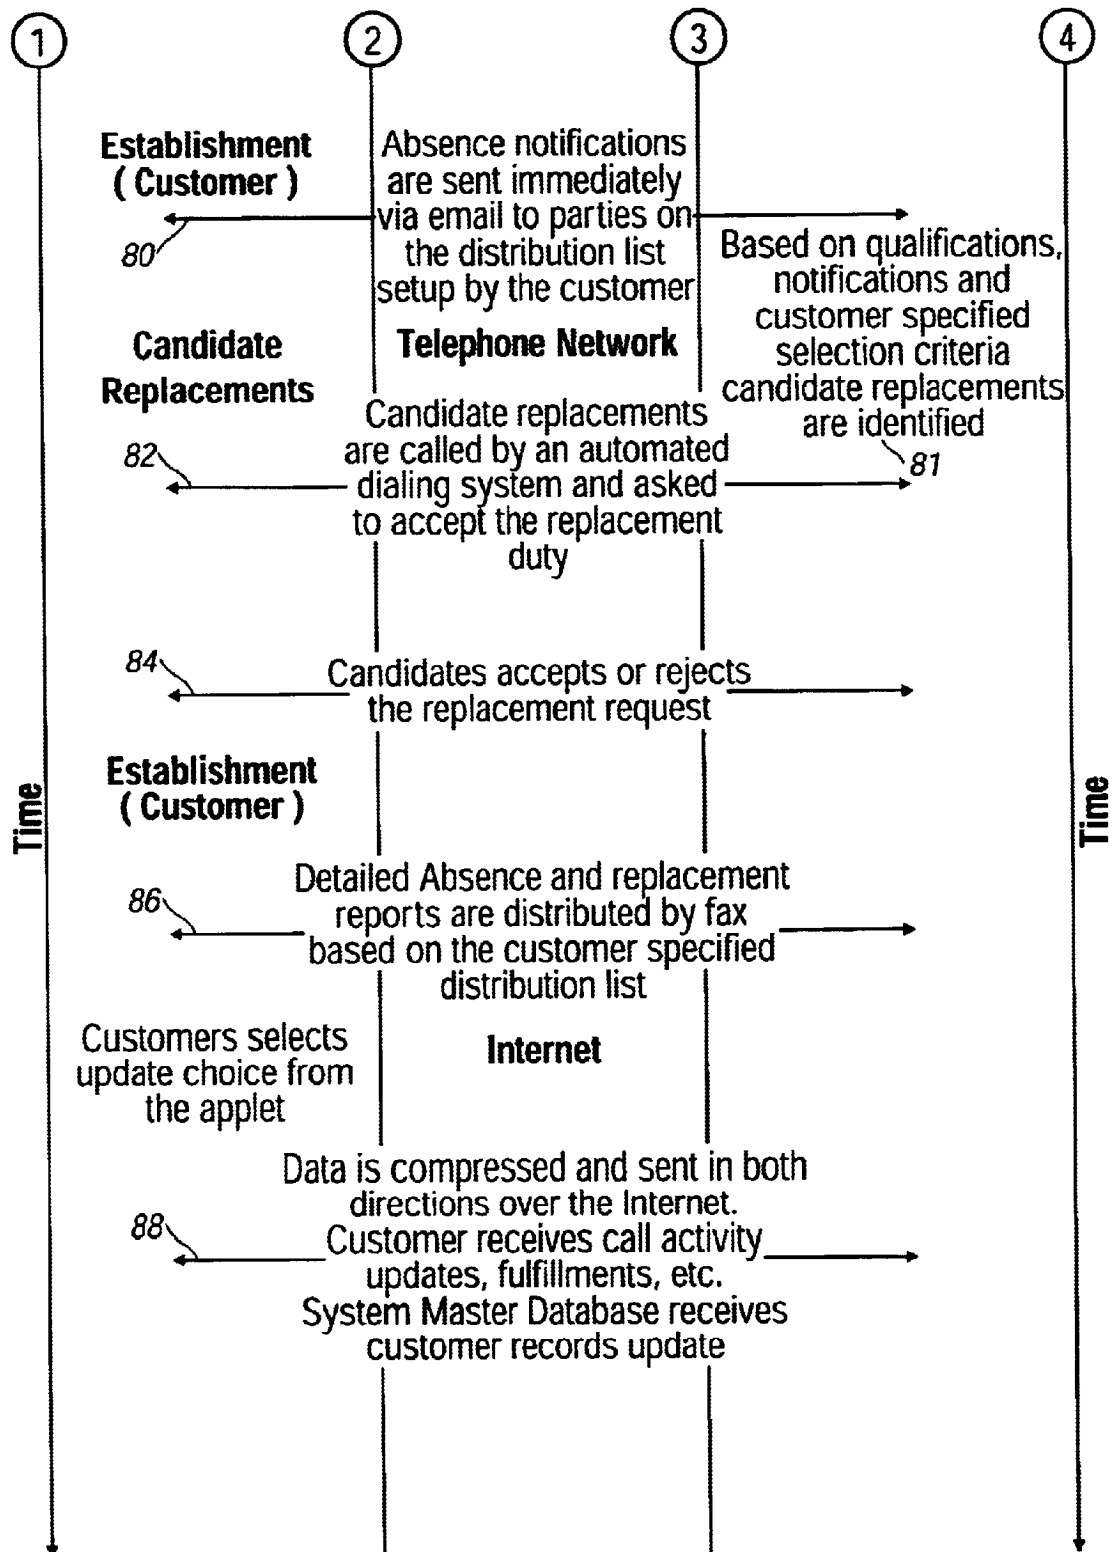 1
2
3
4
Establishment
( Customer )
80
Absence notifications
are sent immediately
via email to parties on
the distribution list
setup by the customer
Based on qualifications,
notifications and
customer specified
selection criteria
candidate replacements
are identified
81
Candidate
Replacements
Telephone Network
82
Candidate replacements
are called by an automated
dialing system and asked
to accept the replacement
duty
84
Candidates accepts or rejects
the replacement request
Establishment
( Customer )
Time
Time
86
Detailed Absence and replacement
reports are distributed by fax
based on the customer specified
distribution list
Customers selects
update choice from
the applet
Internet
88
Data is compressed and sent in both
directions over the Internet.
Customer receives call activity
updates, fulfillments, etc.
System Master Database receives
customer records update